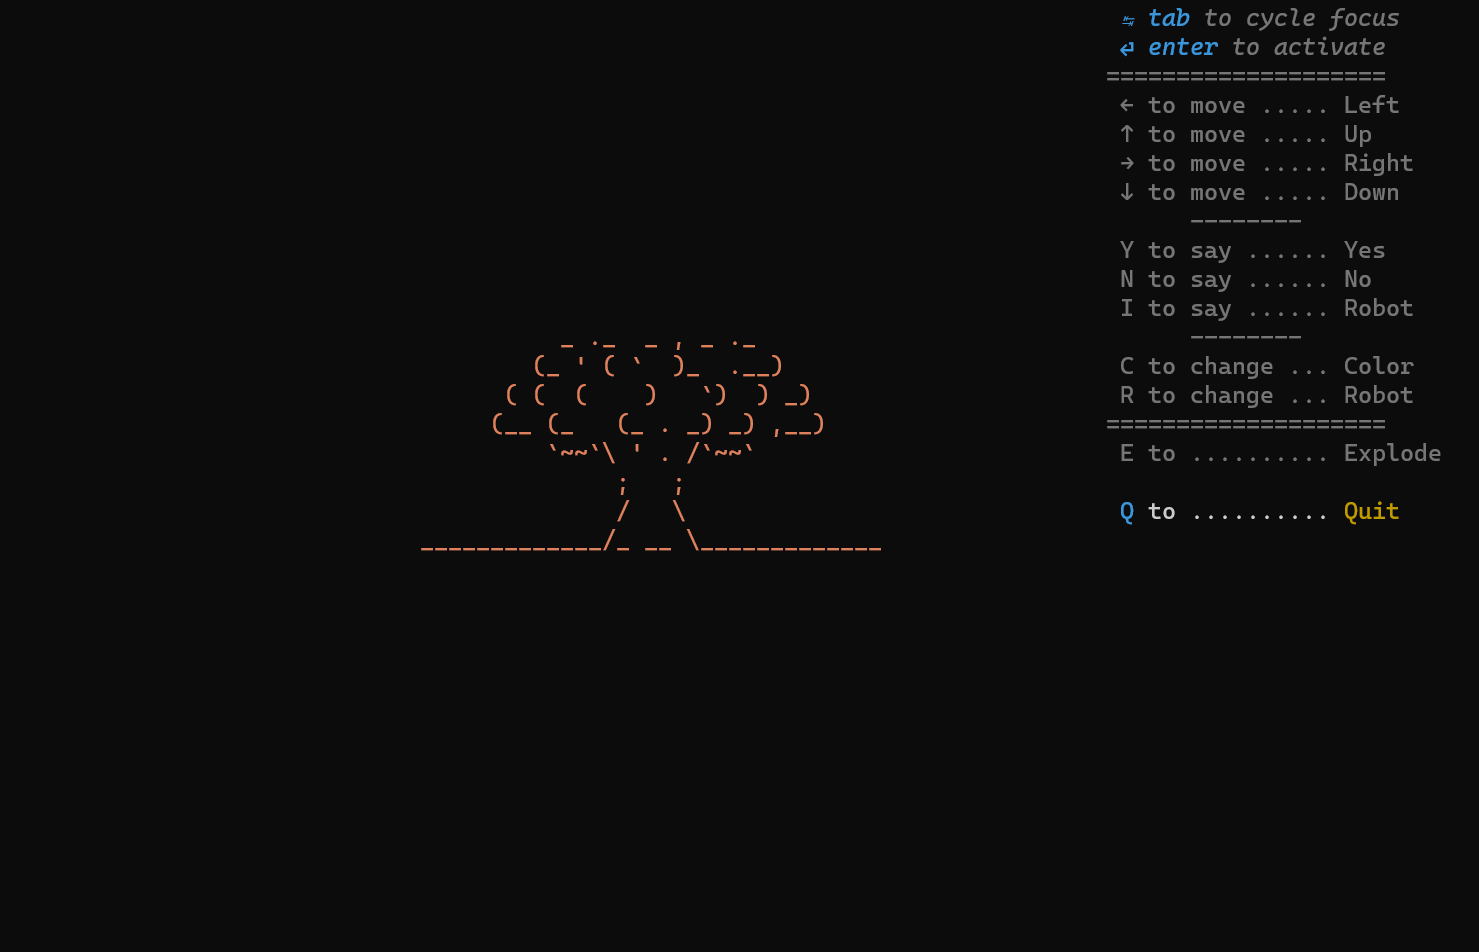 ⇆ tab to cycle focus
↵ enter to activate
====================
← to move ..... Left
↑ to move ..... Up
→ to move ..... Right
↓ to move ..... Down
--------
Y to say ...... Yes
N to say ...... No
I to say ...... Robot
--------
C to change ... Color
R to change ... Robot
====================
E to .......... Explode
Q to .......... Quit